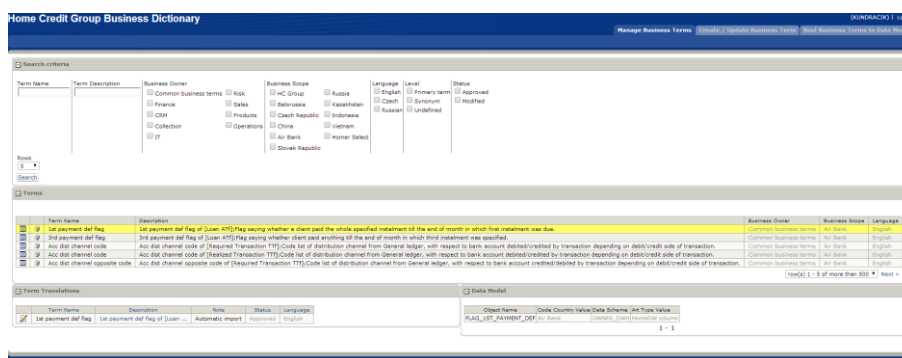 Home Credit Group Business Dictionary
(KUNDRACIK) |
Manage Business Terms Create / Update Business Term Bind Business Terms to Data
Search criteria
Term Name Term Description Business Owner Business Scope Language Level Status
Common business terms Risk HC Group Russia English Primary term Approved
Finance Sales Belorussia Kazakhstan Czech Synonym Modified
CRM Products Czech Republic Indonesia Russian Undefined
Collection Operations China Vietnam
IT Air Bank Homer Select
Slovak Republic
Rows
5
Search
Terms
Term Name Description Business Owner Business Scope Language
1st payment def flag 1st payment def flag of [Loan ATF];Flag saying whether a client paid the whole specified instalment till the end of month in which first instalment was due. Common business terms Air Bank English
3rd payment def flag 3rd payment def flag of [Loan ATF];Flag saying whether client paid anything till the end of month in which third instalment was specified. Common business terms Air Bank English
Acc dist channel code Acc dist channel code of [Required Transaction TTf];Code list of distribution channel from General ledger, with respect to bank account debited/credited by transaction depending on debit/credit side of transaction. Common business terms Air Bank English
Acc dist channel code Acc dist channel code of [Realized Transaction TTf];Code list of distribution channel from General ledger, with respect to bank account debited/credited by transaction depending on debit/credit side of transaction. Common business terms Air Bank English
Acc dist channel opposite code Acc dist channel opposite code of [Required Transaction TTf];Code list of distribution channel from General ledger, with respect to bank account credited/debited by transaction depending on debit/credit side of transaction. Common business terms Air Bank English
row(s) 1 - 5 of more than 500 Next >
Term Translations Data Model
Term Name Description Note Status Language Object Name Code Country Value Data Scheme Art Type Value
1st payment def flag 1st payment def flag of [Loan ... Automatic import Approved English FLAG_1ST_PAYMENT_DEF Air Bank OWNER_DWH HomeDW column
1 - 1